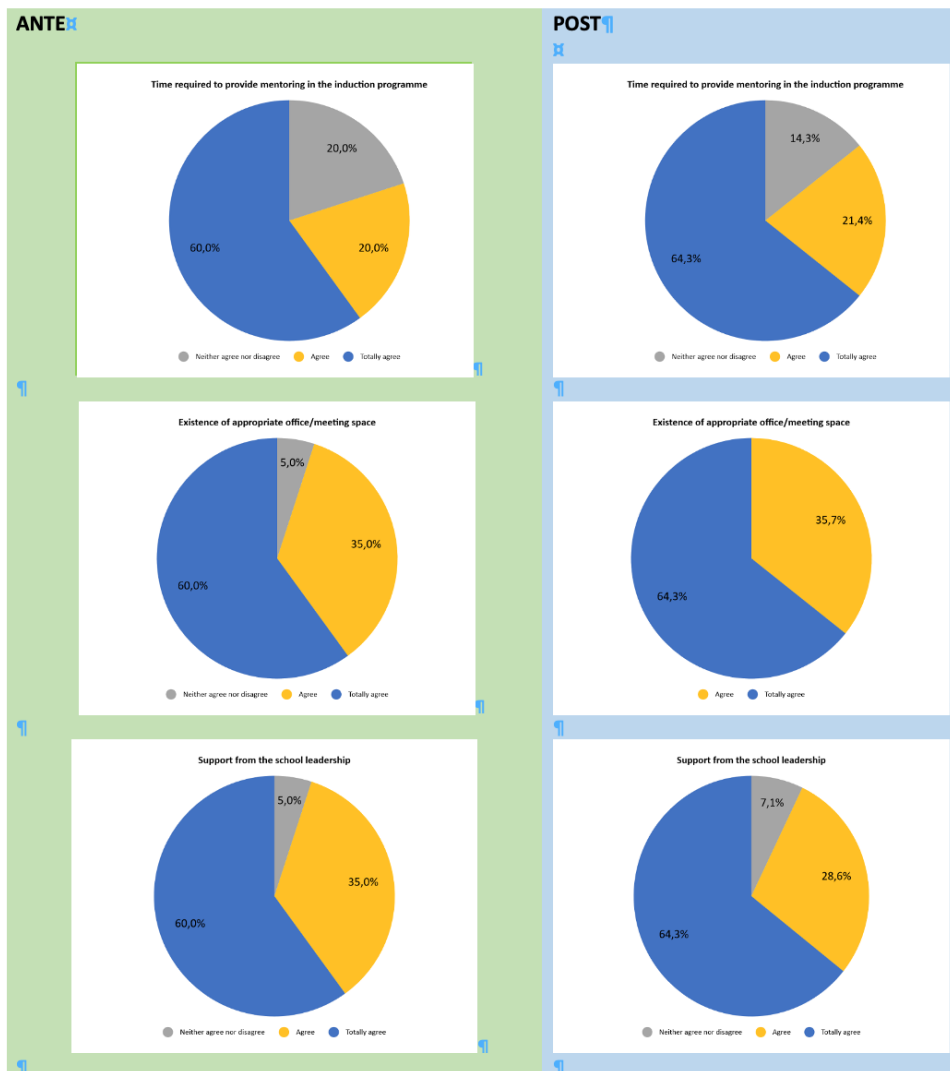 ANTE¤
Time required to provide mentoring in the induction programme
20,0%
20,0%
60,0%
Neither agree nor disagree Agree Totally agree
¶
¶
Existence of appropriate office/meeting space
5,0%
35,0%
60,0%
Neither agree nor disagree Agree Totally agree
¶
¶
Support from the school leadership
5,0%
35,0%
60,0%
Neither agree nor disagree Agree Totally agree
¶
¶
POST¶
¤
Time required to provide mentoring in the induction programme
14,3%
21,4%
64,3%
Neither agree nor disagree Agree Totally agree
¶
Existence of appropriate office/meeting space
35,7%
64,3%
Agree Totally agree
¶
Support from the school leadership
7,1%
28,6%
64,3%
Neither agree nor disagree Agree Totally agree
¶